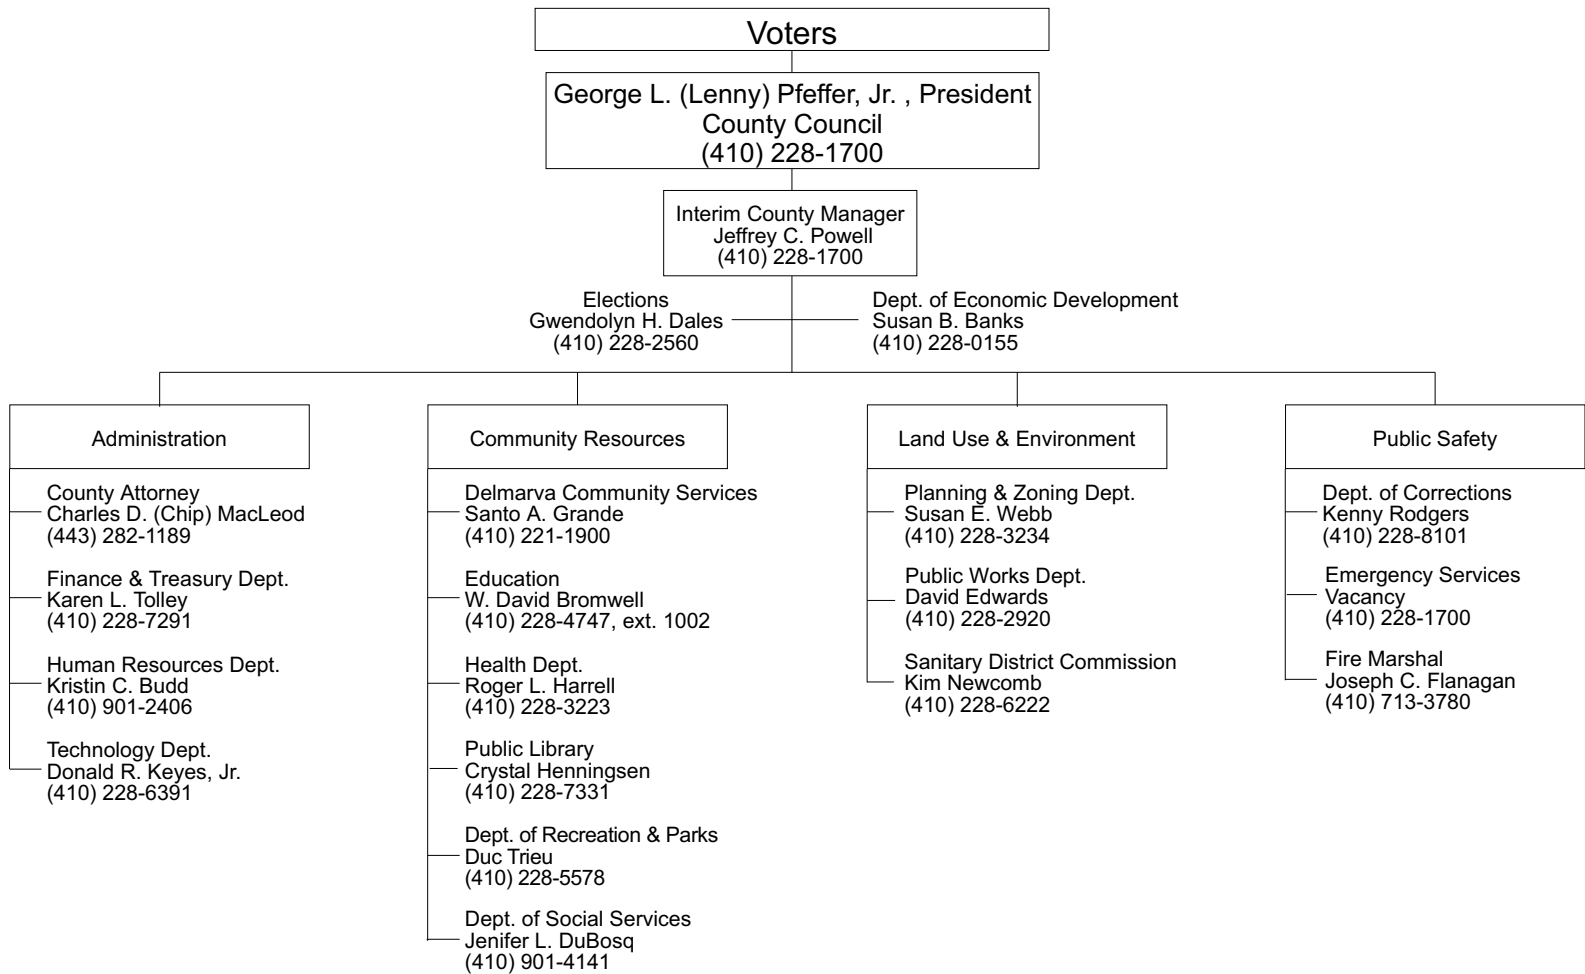 Voters
George L. (Lenny) Pfeffer, Jr. , President
County Council
(410) 228-1700
Interim County Manager
Jeffrey C. Powell
(410) 228-1700
Elections
Gwendolyn H. Dales
(410) 228-2560
Dept. of Economic Development
Susan B. Banks
(410) 228-0155
Administration
County Attorney
Charles D. (Chip) MacLeod
(443) 282-1189
Finance & Treasury Dept.
Karen L. Tolley
(410) 228-7291
Human Resources Dept.
Kristin C. Budd
(410) 901-2406
Technology Dept.
Donald R. Keyes, Jr.
(410) 228-6391
Community Resources
Delmarva Community Services
Santo A. Grande
(410) 221-1900
Education
W. David Bromwell
(410) 228-4747, ext. 1002
Health Dept.
Roger L. Harrell
(410) 228-3223
Public Library
Crystal Henningsen
(410) 228-7331
Dept. of Recreation & Parks
Duc Trieu
(410) 228-5578
Dept. of Social Services
Jenifer L. DuBosq
(410) 901-4141
Land Use & Environment
Planning & Zoning Dept.
Susan E. Webb
(410) 228-3234
Public Works Dept.
David Edwards
(410) 228-2920
Sanitary District Commission
Kim Newcomb
(410) 228-6222
Public Safety
Dept. of Corrections
Kenny Rodgers
(410) 228-8101
Emergency Services
Vacancy
(410) 228-1700
Fire Marshal
Joseph C. Flanagan
(410) 713-3780